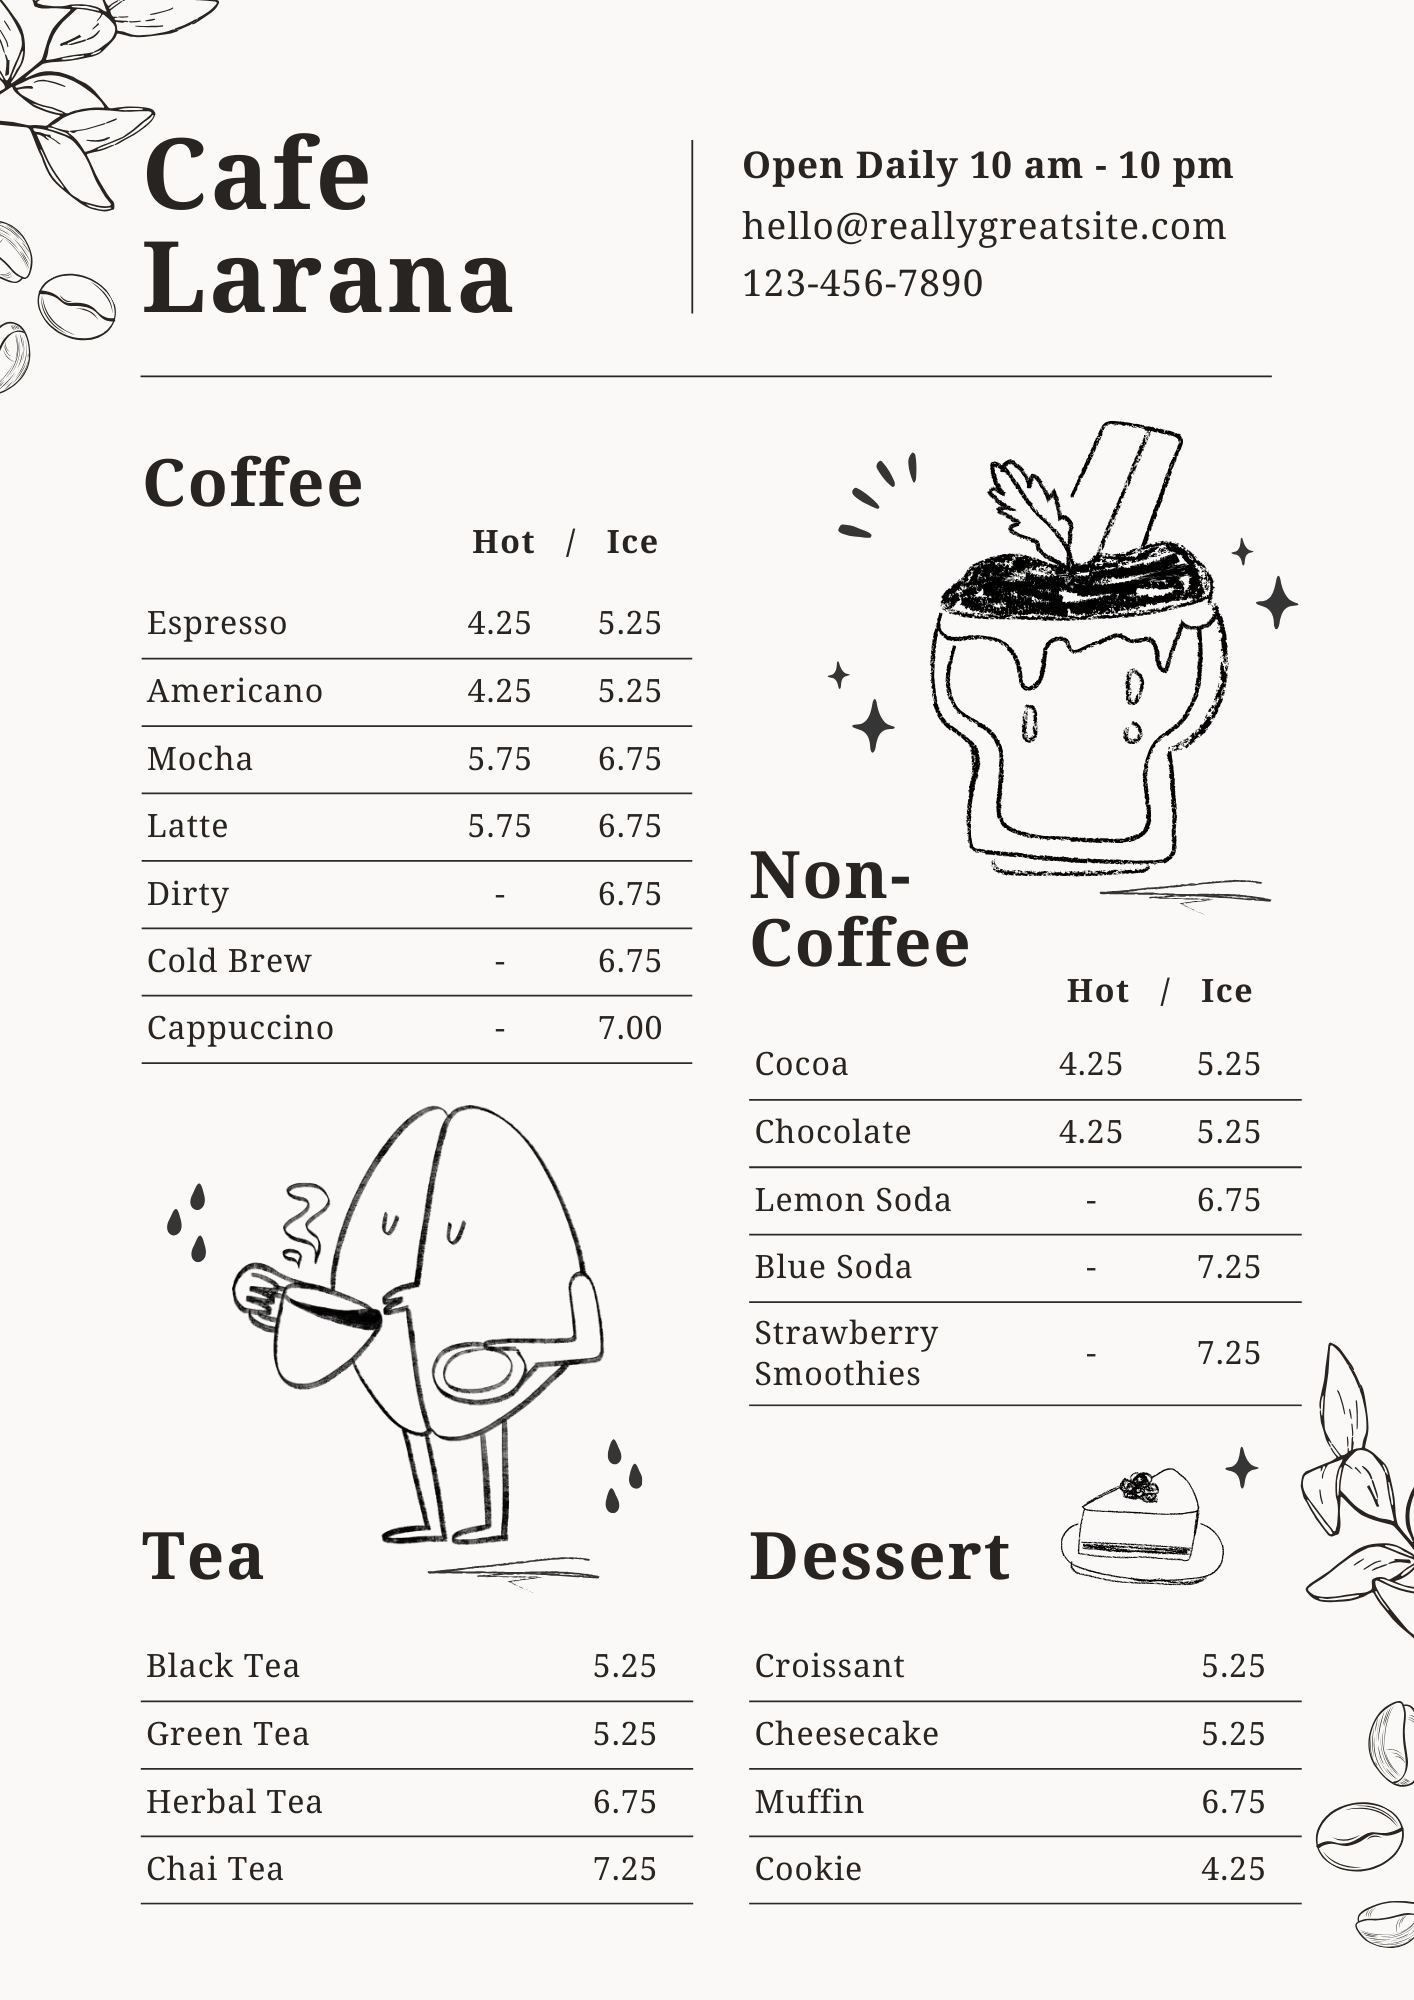 Cafe
Larana
Open Daily 10 am - 10 pm
hello@reallygreatsite.com
123-456-7890
Coffee
Hot / Ice
Espresso 4.25 5.25
Americano 4.25 5.25
Mocha 5.75 6.75
Latte 5.75 6.75
Dirty - 6.75
Cold Brew - 6.75
Cappuccino - 7.00
Non-
Coffee
Hot / Ice
Cocoa 4.25 5.25
Chocolate 4.25 5.25
Lemon Soda - 6.75
Blue Soda - 7.25
Strawberry
Smoothies - 7.25
Tea
Black Tea 5.25
Green Tea 5.25
Herbal Tea 6.75
Chai Tea 7.25
Dessert
Croissant 5.25
Cheesecake 5.25
Muffin 6.75
Cookie 4.25